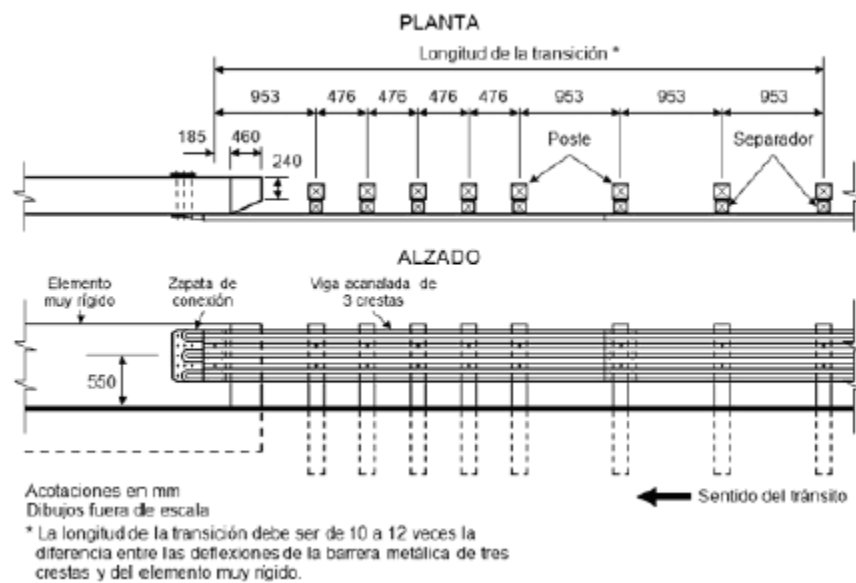 PLANTA
Longitud de la transición *
953 476 476 476 476 953 953 953
185 460
240
Poste
Separador
ALZADO
Elemento
muy rígido
Zapata de
conexión
Viga acanalada de
3 crestas
550
Acotaciones en mm
Dibujos fuera de escala
Sentido del tránsito
* La longitud de la transición debe ser de 10 a 12 veces la
diferencia entre las deflexiones de la barrera metálica de tres
crestas y del elemento muy rígido.